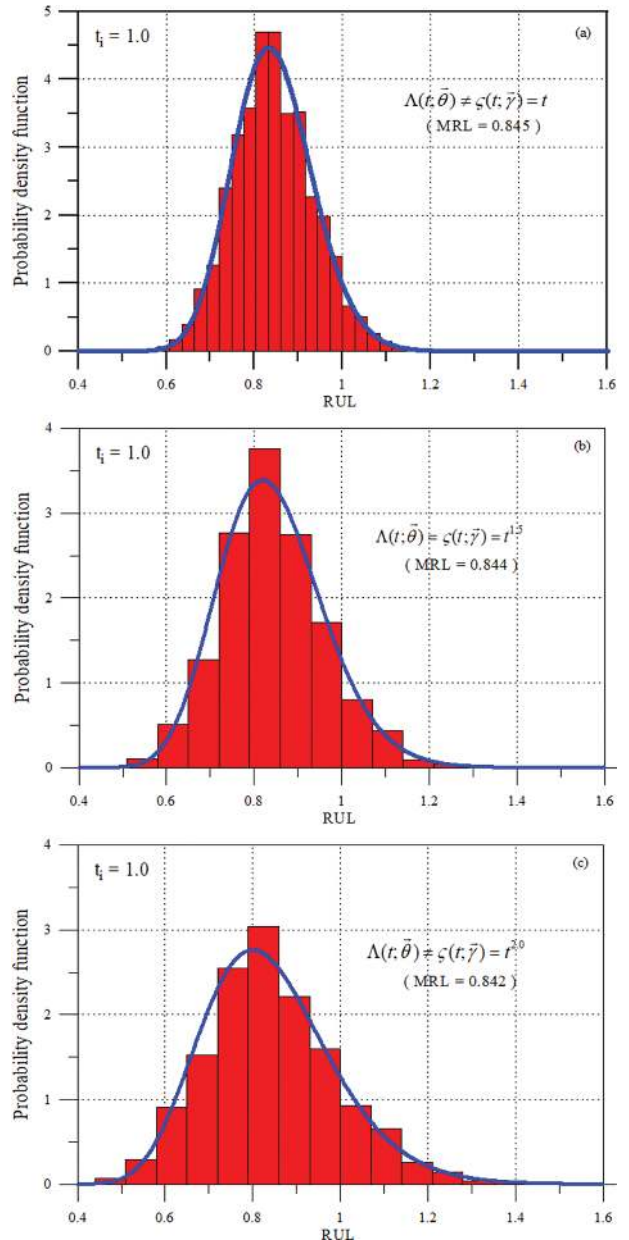 5
4
3
2
1
0
Probability density function
t_i = 1.0
(a)
Λ(t;θ⃗) ≠ ς(t;γ⃗) = t
( MRL = 0.845 )
0.4 0.6 0.8 1 1.2 1.4 1.6
RUL
4
3
2
1
0
Probability density function
t_i = 1.0
(b)
Λ(t;θ⃗) = ς(t;γ⃗) = t^1.5
( MRL = 0.844 )
0.4 0.6 0.8 1 1.2 1.4 1.6
RUL
4
3
2
1
0
Probability density function
t_i = 1.0
(c)
Λ(t;θ⃗) ≠ ς(t;γ⃗) = t^2.0
( MRL = 0.842 )
0.4 0.6 0.8 1 1.2 1.4 1.6
RUL